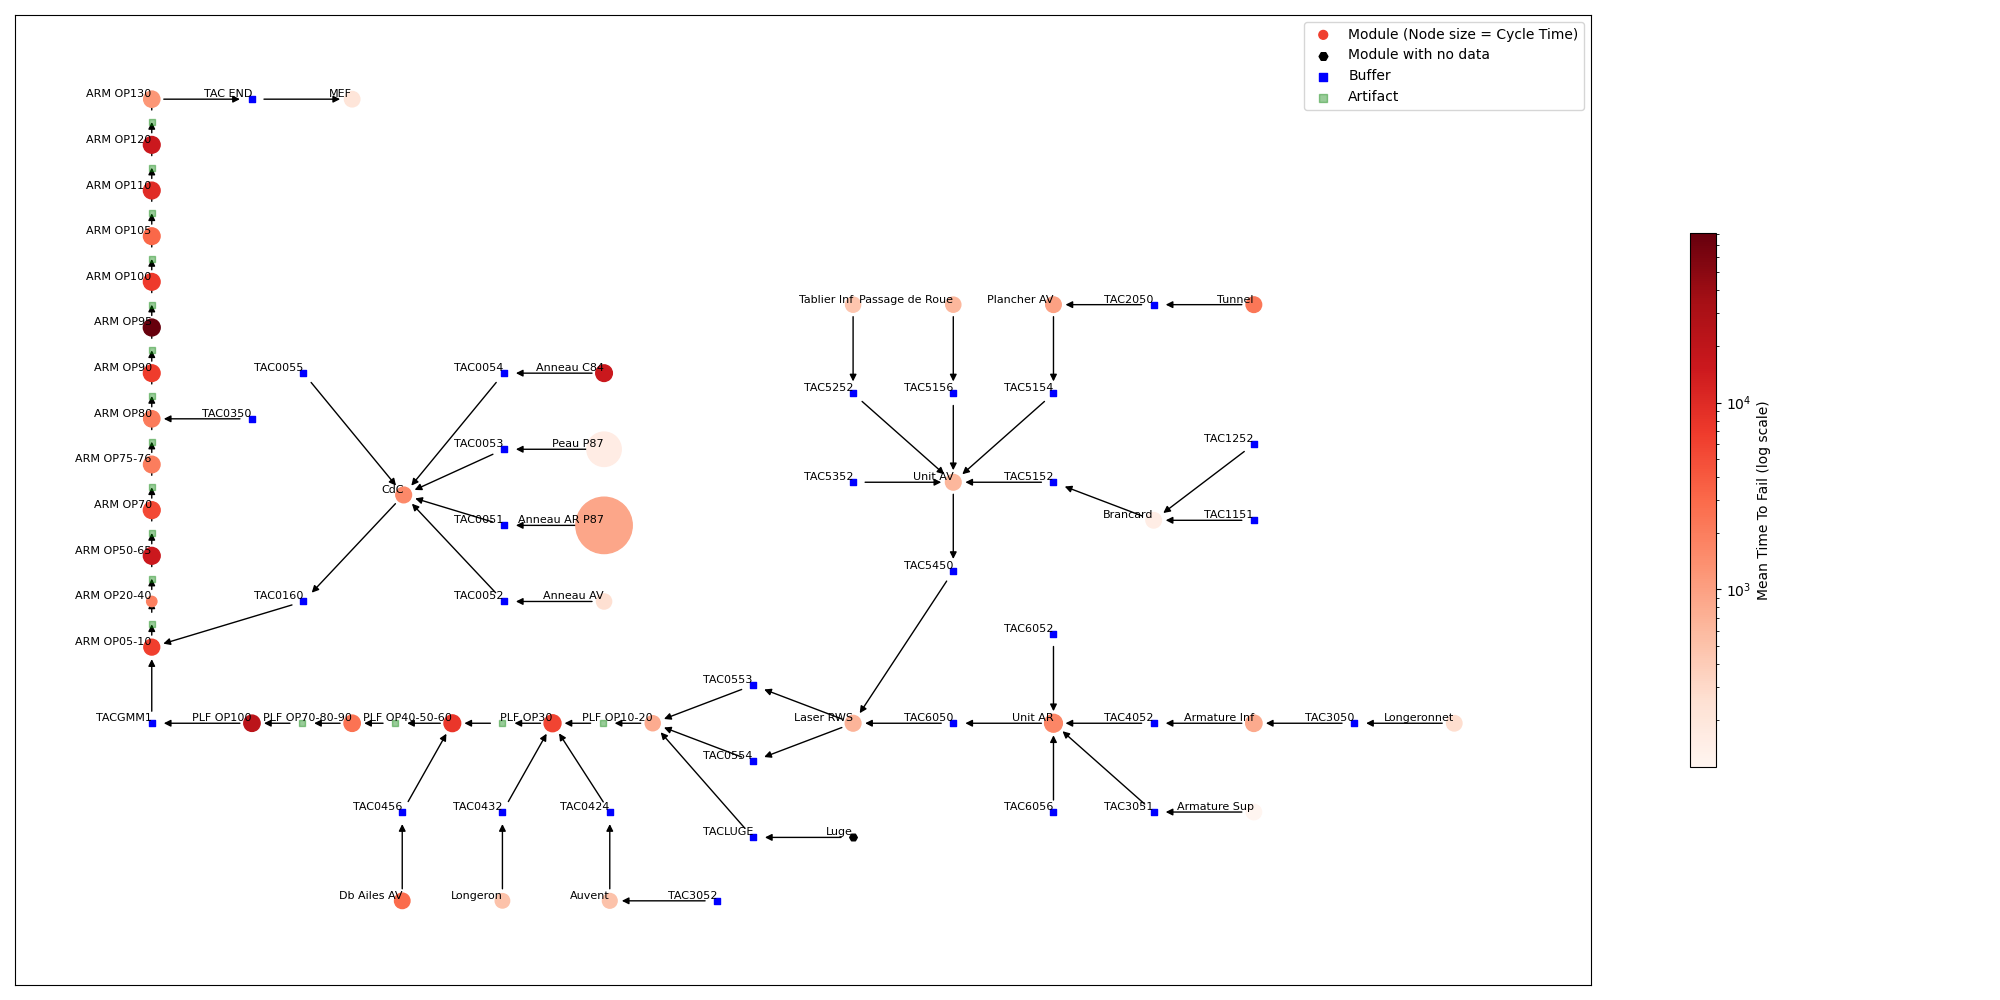 Module (Node size = Cycle Time)
Module with no data
Buffer
Artifact
ARM OP130
TAC END
MEF
ARM OP120
ARM OP110
ARM OP105
ARM OP100
ARM OP95
ARM OP90
ARM OP80
TAC0350
ARM OP75-76
ARM OP70
ARM OP50-65
ARM OP20-40
ARM OP05-10
TAC0055
TAC0054
Anneau C84
TAC0053
Peau P87
CdC
TAC0051
Anneau AR P87
TAC0160
TAC0052
Anneau AV
Tablier Inf
Passage de Roue
Plancher AV
TAC2050
Tunnel
TAC5252
TAC5156
TAC5154
TAC1252
TAC5352
Unit AV
TAC5152
Brancard
TAC1151
TAC5450
TAC6052
TAC0553
TACGMM1
PLF OP100
PLF OP70-80-90
PLF OP40-50-60
PLF OP30
PLF OP10-20
Laser RWS
TAC6050
Unit AR
TAC4052
Armature Inf
TAC3050
Longeronnet
TAC0554
TAC0456
TAC0432
TAC0424
TACLUGE
Luge
TAC6056
TAC3051
Armature Sup
Db Ailes AV
Longeron
Auvent
TAC3052
10^4
10^3
Mean Time To Fail (log scale)